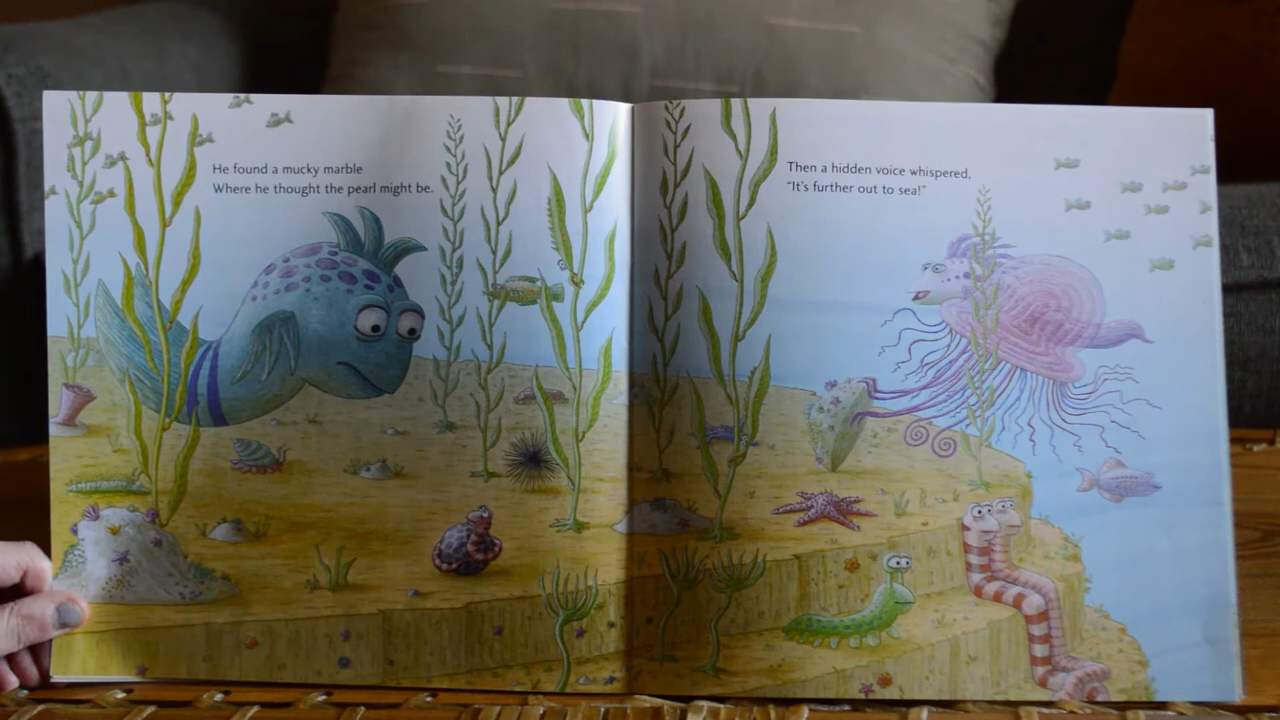 He found a mucky marble
Where he thought the pearl might be.
Then a hidden voice whispered,
“It's further out to sea!”